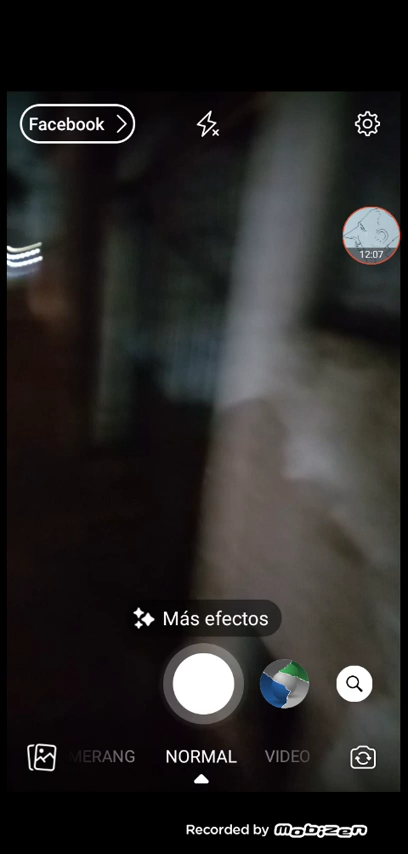 Facebook
12:07
Más efectos
MERANG NORMAL VIDEO
Recorded by Mobizen